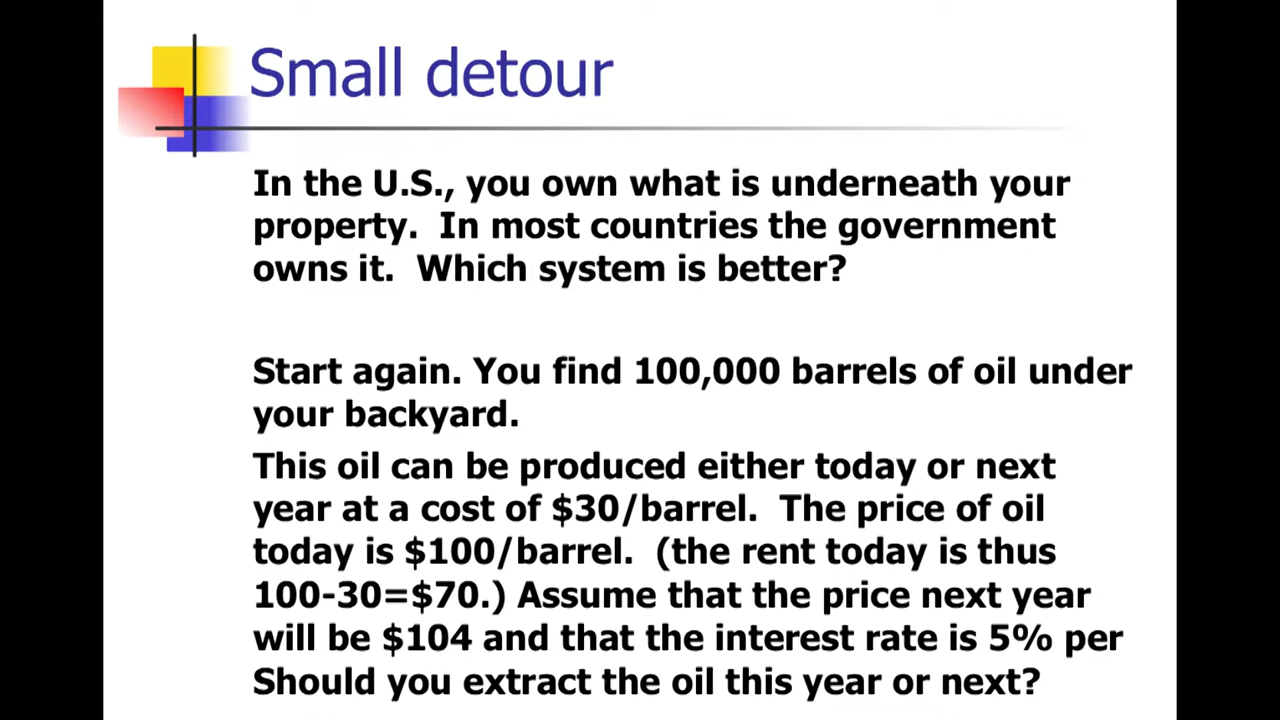 Small detour
In the U.S., you own what is underneath your
property.  In most countries the government
owns it.  Which system is better?
Start again. You find 100,000 barrels of oil under
your backyard.
This oil can be produced either today or next
year at a cost of $30/barrel.  The price of oil
today is $100/barrel.  (the rent today is thus
100-30=$70.) Assume that the price next year
will be $104 and that the interest rate is 5% per
Should you extract the oil this year or next?